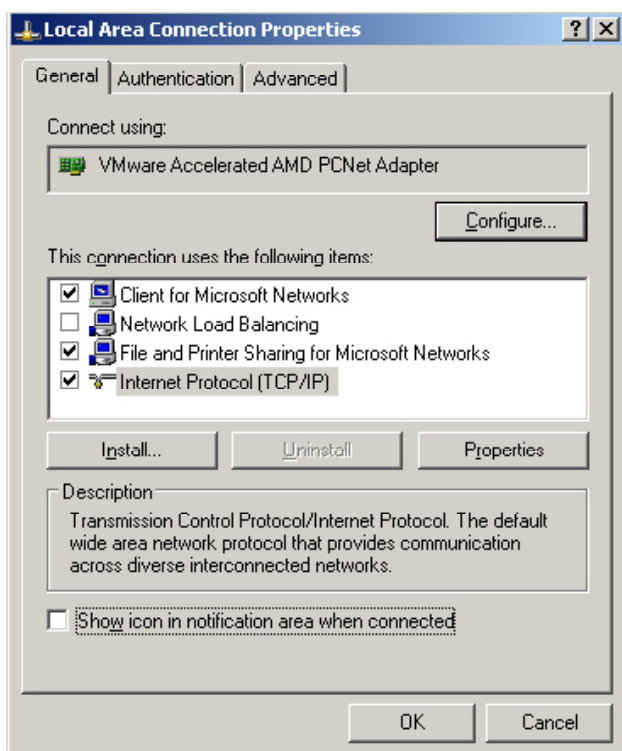 Local Area Connection Properties
General Authentication Advanced
Connect using:
VMware Accelerated AMD PCNet Adapter
Configure...
This connection uses the following items:
Client for Microsoft Networks
Network Load Balancing
File and Printer Sharing for Microsoft Networks
Internet Protocol (TCP/IP)
Install... Uninstall Properties
Description
Transmission Control Protocol/Internet Protocol. The default
wide area network protocol that provides communication
across diverse interconnected networks.
Show icon in notification area when connected
OK Cancel